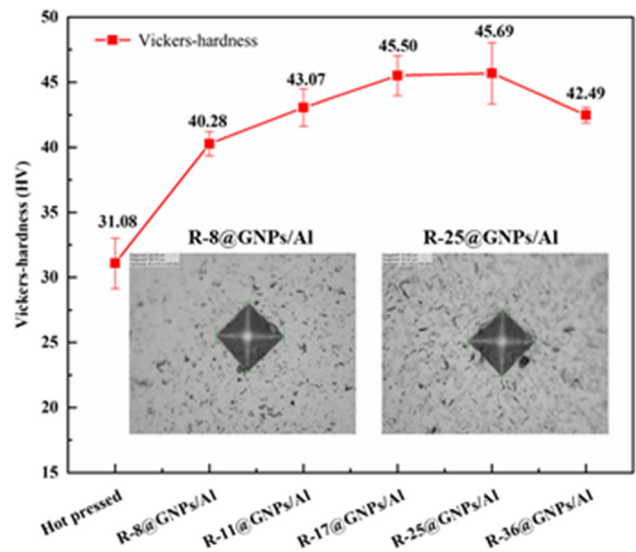 50
45
40
35
30
25
20
15
Vickers-hardness (HV)
Vickers-hardness
31.08
40.28
43.07
45.50
45.69
42.49
R-8@GNPs/Al
R-25@GNPs/Al
Hot pressed
R-8@GNPs/Al
R-11@GNPs/Al
R-17@GNPs/Al
R-25@GNPs/Al
R-36@GNPs/Al